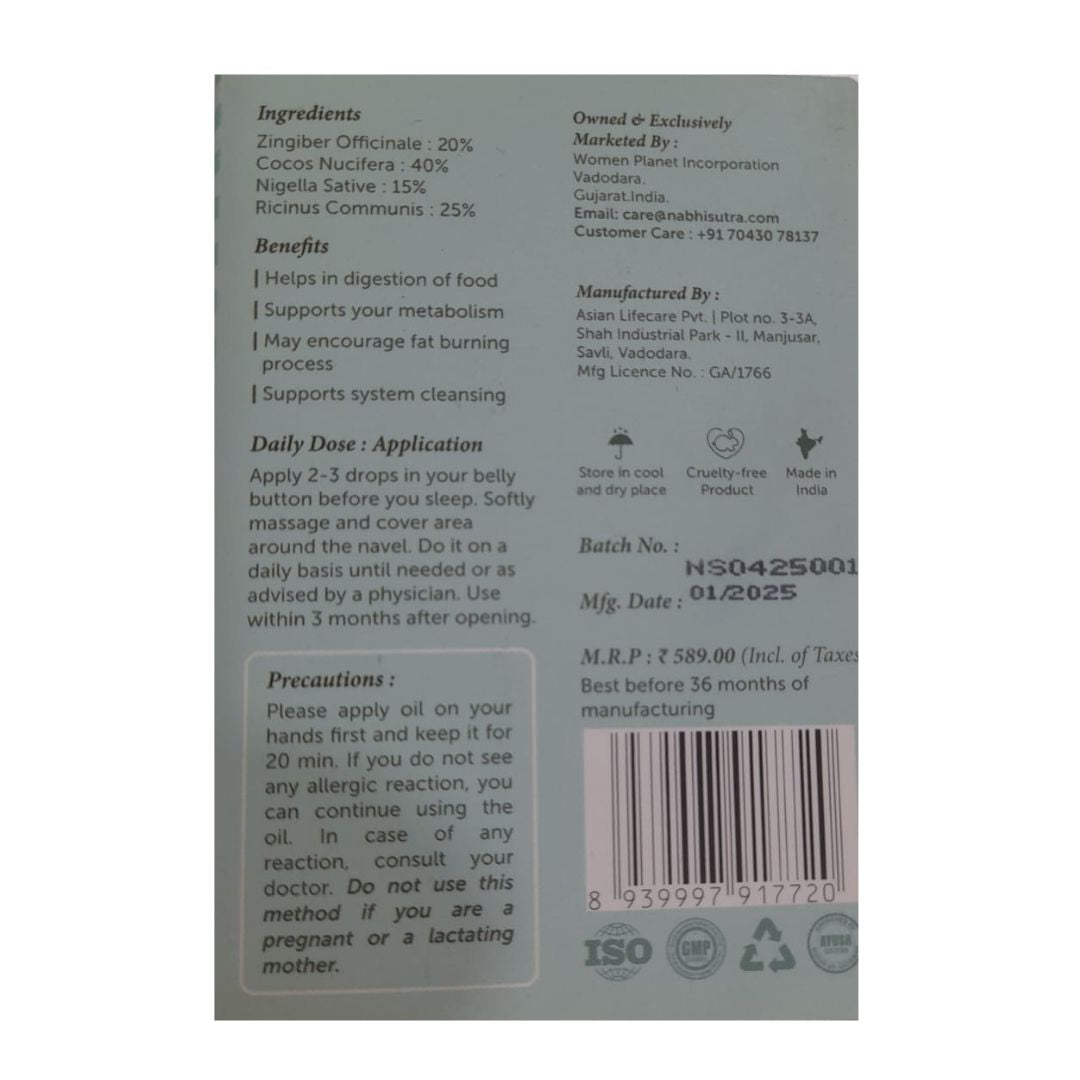 Ingredients
Zingiber Officinale : 20%
Cocos Nucifera : 40%
Nigella Sative : 15%
Ricinus Communis : 25%
Benefits
Helps in digestion of food
Supports your metabolism
May encourage fat burning
process
Supports system cleansing
Daily Dose : Application
Apply 2-3 drops in your belly
button before you sleep. Softly
massage and cover area
around the navel. Do it on a
daily basis until needed or as
advised by a physician. Use
within 3 months after opening.
Precautions :
Please apply oil on your
hands first and keep it for
20 min. If you do not see
any allergic reaction, you
can continue using the
oil. In case of any
reaction, consult your
doctor. Do not use this
method if you are a
pregnant or a lactating
mother.
Owned & Exclusively
Marketed By :
Women Planet Incorporation
Vadodara.
Gujarat.India.
Email: care@nabhisutra.com
Customer Care : +91 70430 78137
Manufactured By :
Asian Lifecare Pvt. | Plot no. 3-3A,
Shah Industrial Park - II, Manjusar,
Savli, Vadodara.
Mfg Licence No. : GA/1766
Store in cool
and dry place
Cruelty-free
Product
Made in
India
Batch No. :
NS0425001
Mfg. Date : 01/2025
M.R.P : ₹ 589.00 (Incl. of Taxes
Best before 36 months of
manufacturing
8 939997 917720
ISO
GMP